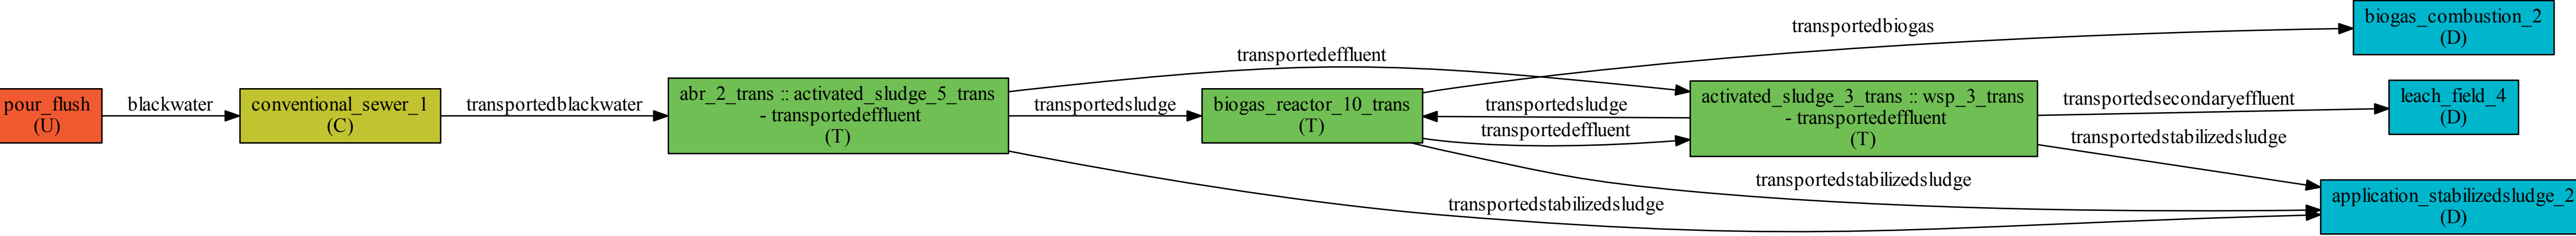 pour_flush
(U)
blackwater
conventional_sewer_1
(C)
transportedblackwater
abr_2_trans :: activated_sludge_5_trans
- transportedeffluent
(T)
transportedeffluent
transportedsludge
transportedstabilizedsludge
biogas_reactor_10_trans
(T)
transportedbiogas
transportedsludge
transportedeffluent
transportedstabilizedsludge
activated_sludge_3_trans :: wsp_3_trans
- transportedeffluent
(T)
transportedsecondaryeffluent
transportedstabilizedsludge
biogas_combustion_2
(D)
leach_field_4
(D)
application_stabilizedsludge_2
(D)